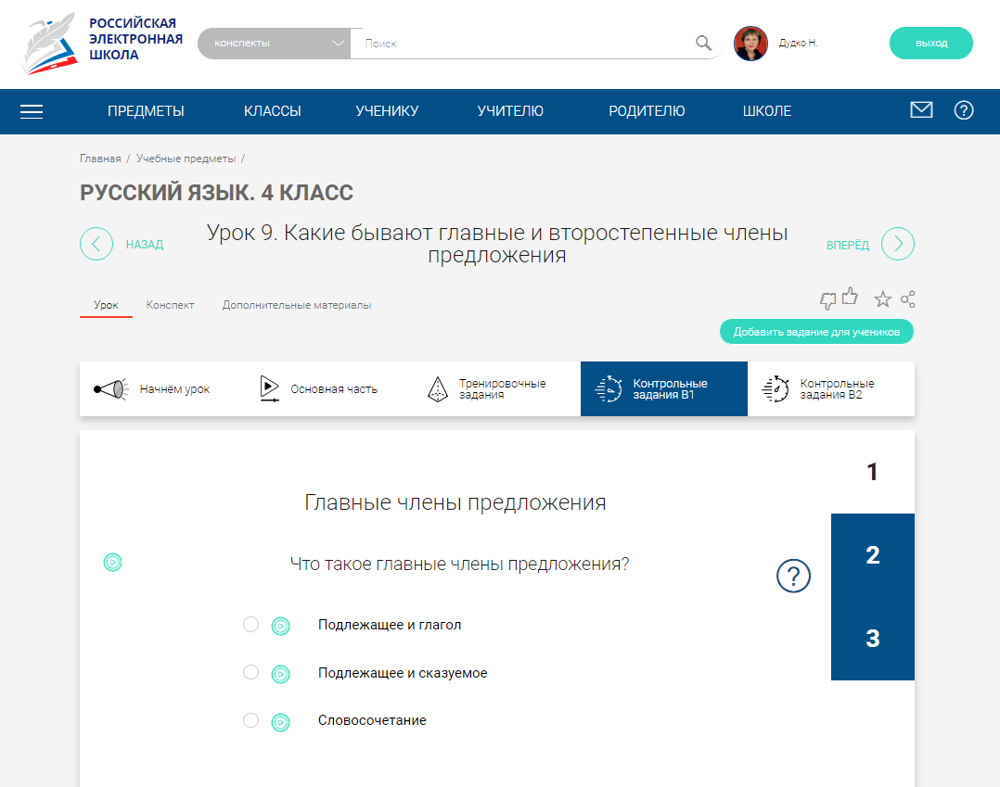 РОССИЙСКАЯ
ЭЛЕКТРОННАЯ
ШКОЛА
конспекты
Поиск
Дудко Н.
выход
ПРЕДМЕТЫ КЛАССЫ УЧЕНИКУ УЧИТЕЛЮ РОДИТЕЛЮ ШКОЛЕ
?
Главная / Учебные предметы /
РУССКИЙ ЯЗЫК. 4 КЛАСС
НАЗАД
Урок 9. Какие бывают главные и второстепенные члены
предложения
ВПЕРЁД
Урок Конспект Дополнительные материалы
Добавить задание для учеников
Начнём урок
Основная часть
Тренировочные
задания
Контрольные
задания В1
Контрольные
задания В2
1
Главные члены предложения
2
Что такое главные члены предложения?
?
Подлежащее и глагол
3
Подлежащее и сказуемое
Словосочетание